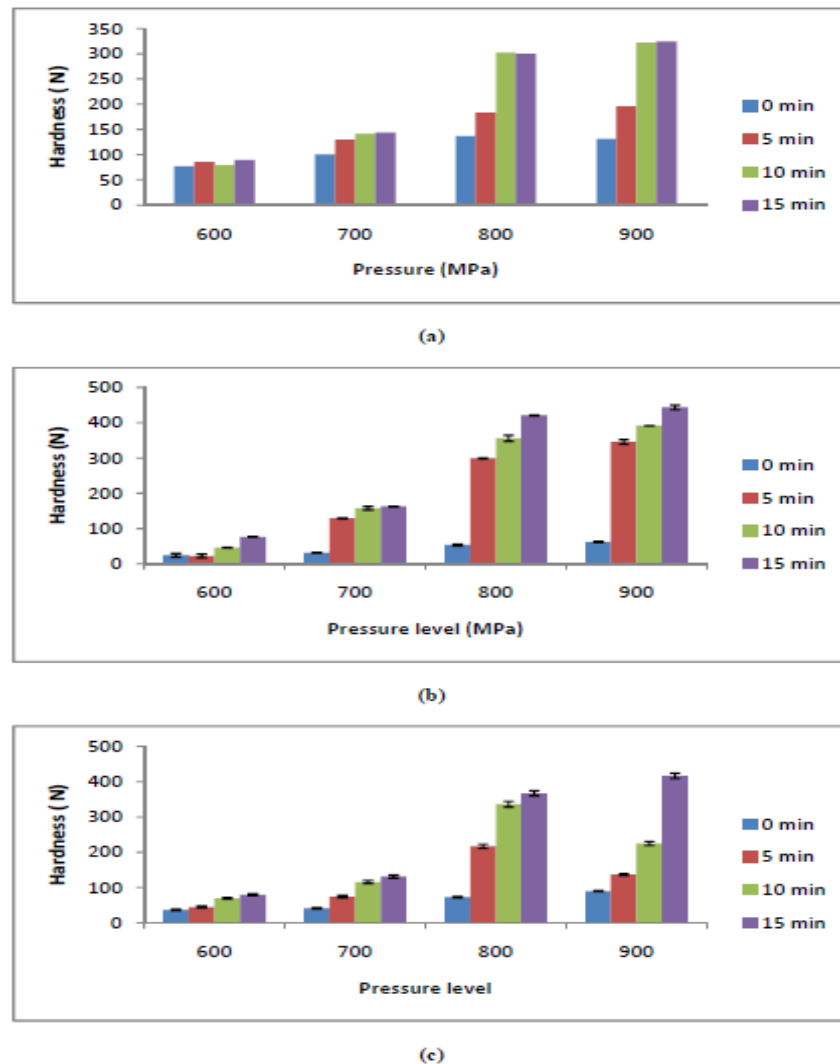 350
300
250
200
150
100
50
0
Hardness ( N)
600 700 800 900
Pressure (MPa)
0 min
5 min
10 min
15 min
(a)
500
400
300
200
100
0
Hardness (N)
600 700 800 900
Pressure level (MPa)
0 min
5 min
10 min
15 min
(b)
500
400
300
200
100
0
Hardness ( N)
600 700 800 900
Pressure level
0 min
5 min
10 min
15 min
(c)